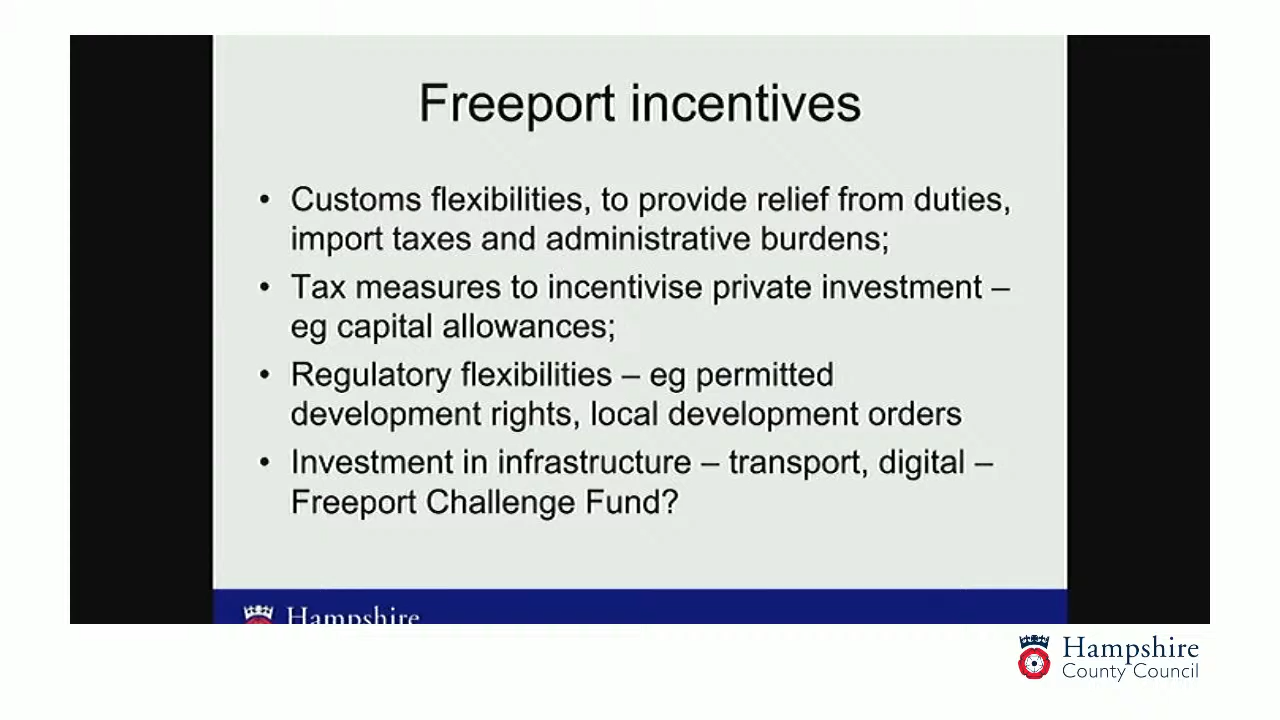 Freeport incentives
• Customs flexibilities, to provide relief from duties,
import taxes and administrative burdens;
• Tax measures to incentivise private investment –
eg capital allowances;
• Regulatory flexibilities – eg permitted
development rights, local development orders
• Investment in infrastructure – transport, digital –
Freeport Challenge Fund?
Hampshire
Hampshire
County Council